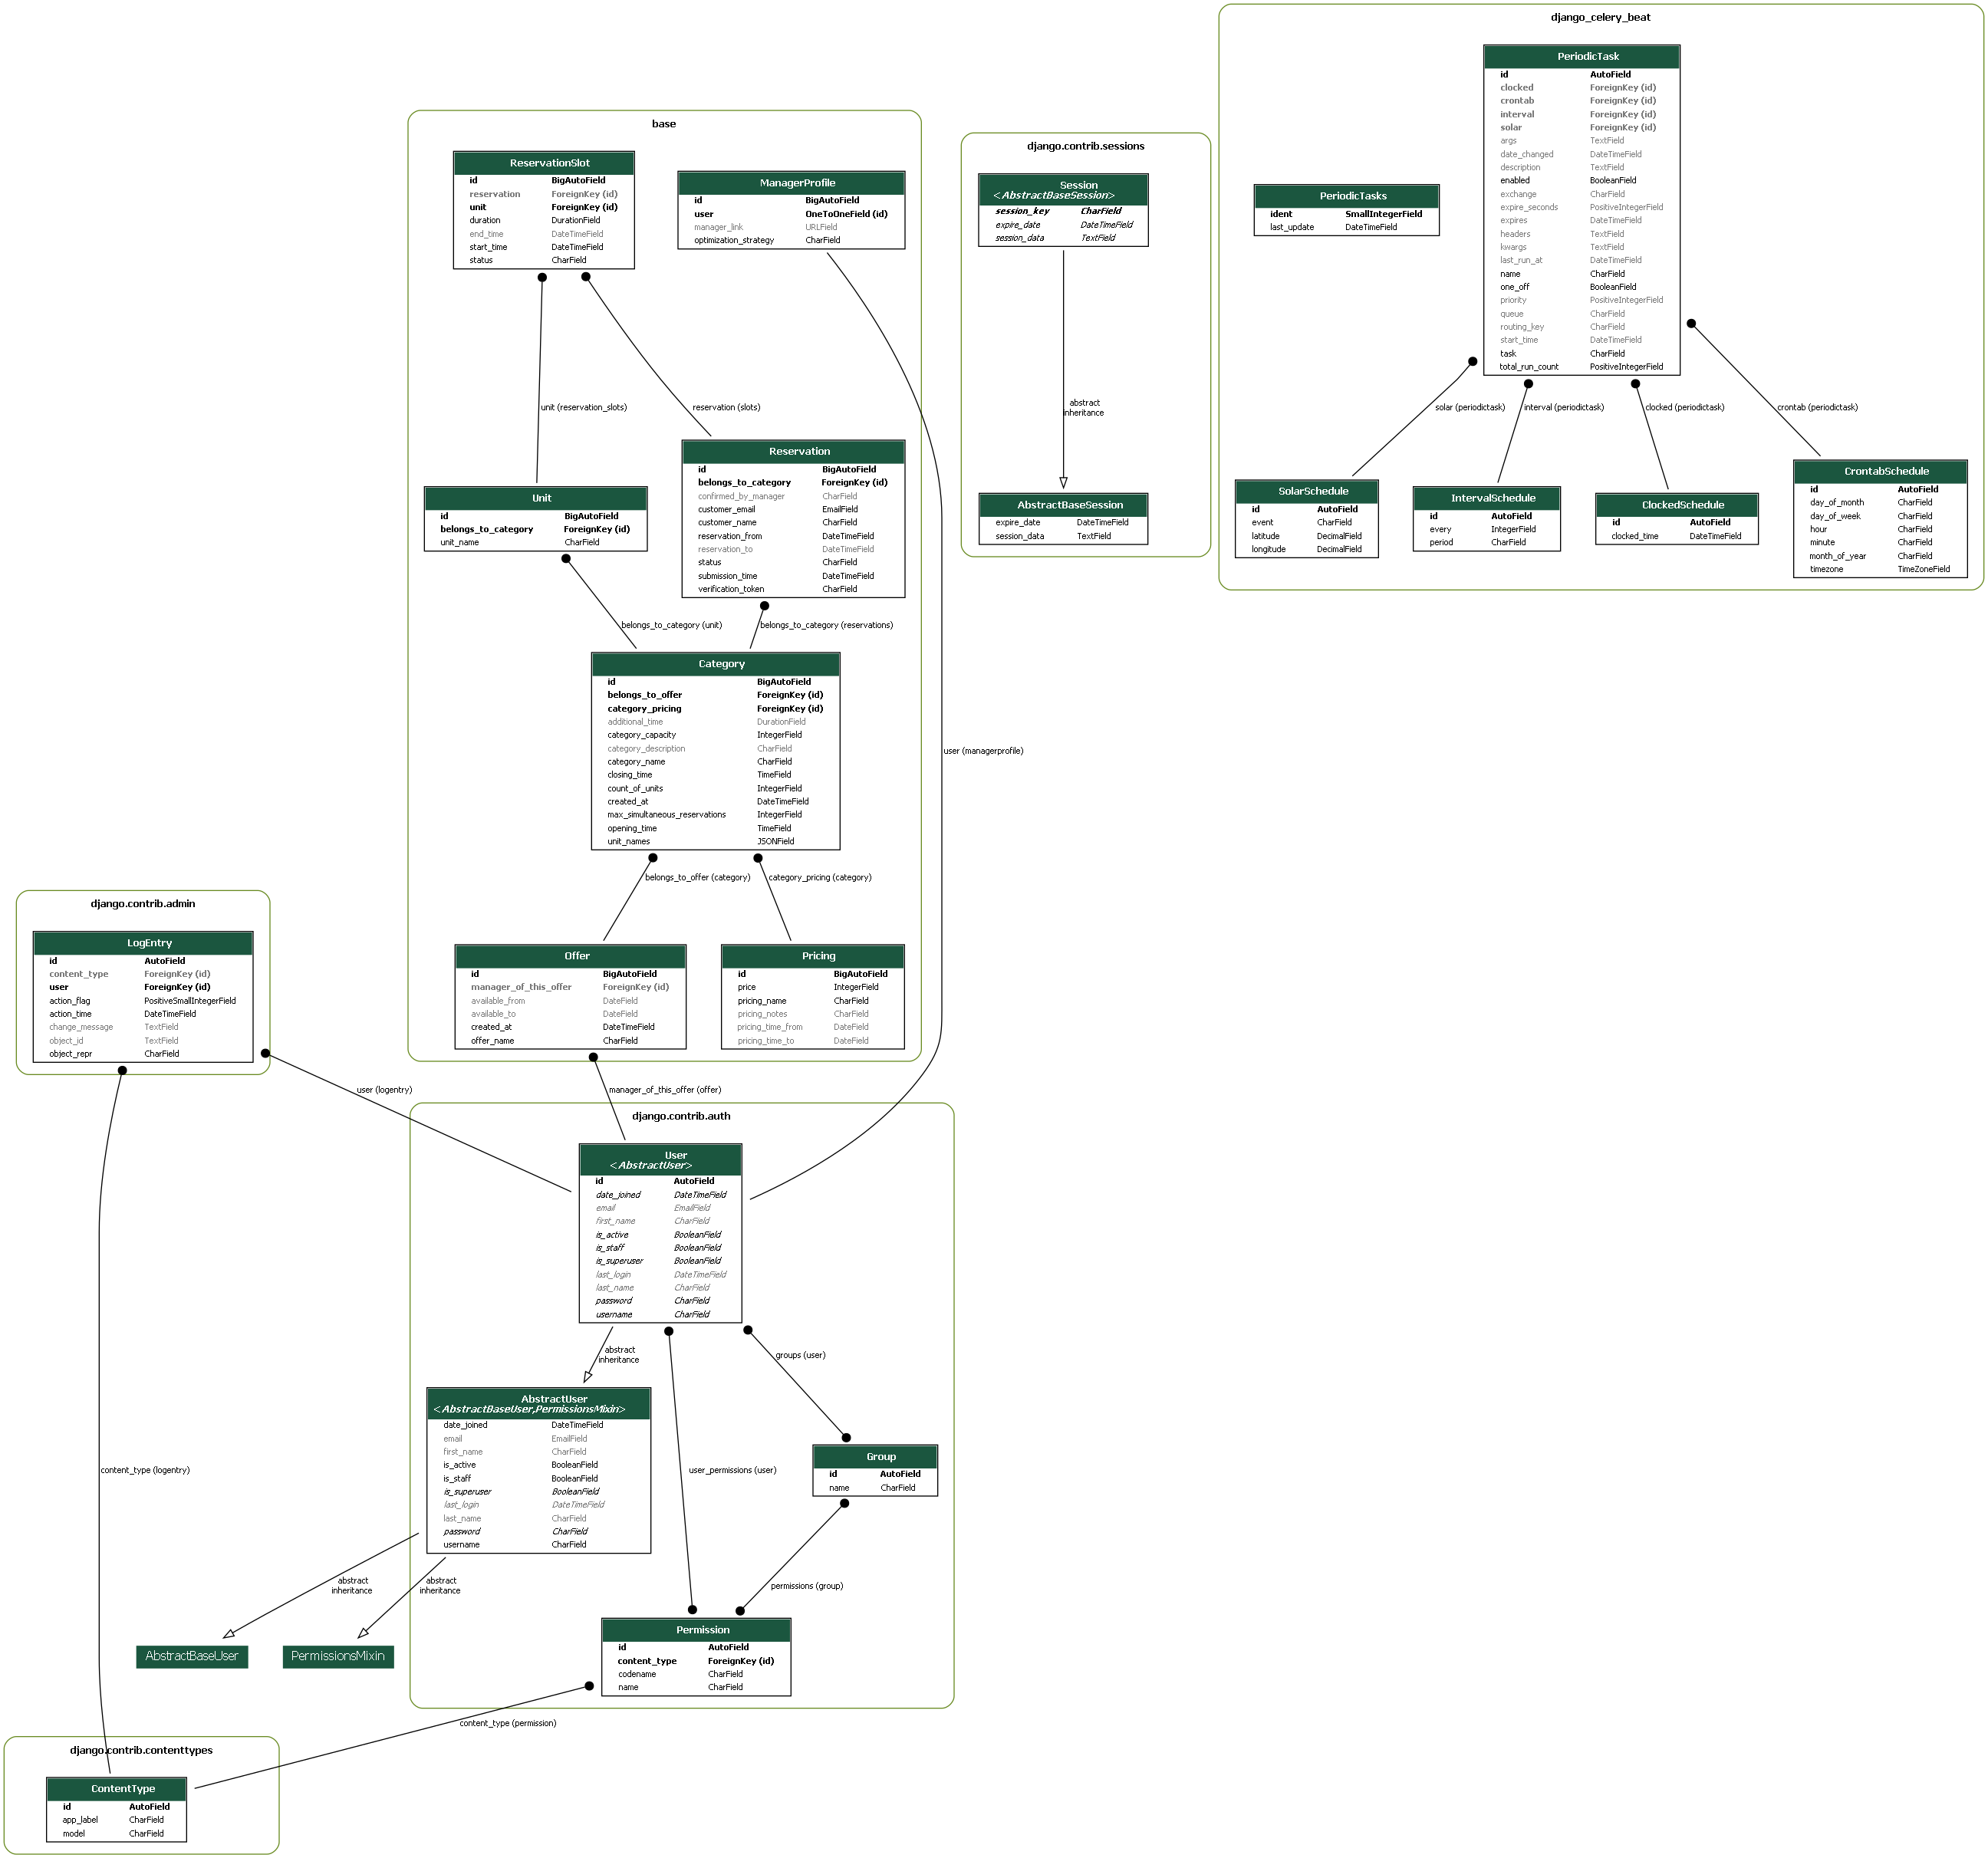 django_celery_beat
PeriodicTask
id AutoField
clocked ForeignKey (id)
crontab ForeignKey (id)
interval ForeignKey (id)
solar ForeignKey (id)
args TextField
date_changed DateTimeField
description TextField
enabled BooleanField
exchange CharField
expire_seconds PositiveIntegerField
expires DateTimeField
headers TextField
kwargs TextField
last_run_at DateTimeField
name CharField
one_off BooleanField
priority PositiveIntegerField
queue CharField
routing_key CharField
start_time DateTimeField
task CharField
total_run_count PositiveIntegerField
PeriodicTasks
ident SmallIntegerField
last_update DateTimeField
solar (periodictask)
interval (periodictask)
clocked (periodictask)
crontab (periodictask)
SolarSchedule
id AutoField
event CharField
latitude DecimalField
longitude DecimalField
IntervalSchedule
id AutoField
every IntegerField
period CharField
ClockedSchedule
id AutoField
clocked_time DateTimeField
CrontabSchedule
id AutoField
day_of_month CharField
day_of_week CharField
hour CharField
minute CharField
month_of_year CharField
timezone TimeZoneField
base
ReservationSlot
id BigAutoField
reservation ForeignKey (id)
unit ForeignKey (id)
duration DurationField
end_time DateTimeField
start_time DateTimeField
status CharField
ManagerProfile
id BigAutoField
user OneToOneField (id)
manager_link URLField
optimization_strategy CharField
unit (reservation_slots)
reservation (slots)
Unit
id BigAutoField
belongs_to_category ForeignKey (id)
unit_name CharField
Reservation
id BigAutoField
belongs_to_category ForeignKey (id)
confirmed_by_manager CharField
customer_email EmailField
customer_name CharField
reservation_from DateTimeField
reservation_to DateTimeField
status CharField
submission_time DateTimeField
verification_token CharField
belongs_to_category (unit)
belongs_to_category (reservations)
Category
id BigAutoField
belongs_to_offer ForeignKey (id)
category_pricing ForeignKey (id)
additional_time DurationField
category_capacity IntegerField
category_description CharField
category_name CharField
closing_time TimeField
count_of_units IntegerField
created_at DateTimeField
max_simultaneous_reservations IntegerField
opening_time TimeField
unit_names JSONField
user (managerprofile)
belongs_to_offer (category)
category_pricing (category)
Offer
id BigAutoField
manager_of_this_offer ForeignKey (id)
available_from DateField
available_to DateField
created_at DateTimeField
offer_name CharField
Pricing
id BigAutoField
price IntegerField
pricing_name CharField
pricing_notes CharField
pricing_time_from DateField
pricing_time_to DateField
django.contrib.sessions
Session
<AbstractBaseSession>
session_key CharField
expire_date DateTimeField
session_data TextField
abstract
inheritance
AbstractBaseSession
expire_date DateTimeField
session_data TextField
django.contrib.admin
LogEntry
id AutoField
content_type ForeignKey (id)
user ForeignKey (id)
action_flag PositiveSmallIntegerField
action_time DateTimeField
change_message TextField
object_id TextField
object_repr CharField
user (logentry)
manager_of_this_offer (offer)
django.contrib.auth
User
<AbstractUser>
id AutoField
date_joined DateTimeField
email EmailField
first_name CharField
is_active BooleanField
is_staff BooleanField
is_superuser BooleanField
last_login DateTimeField
last_name CharField
password CharField
username CharField
abstract
inheritance
groups (user)
AbstractUser
<AbstractBaseUser,PermissionsMixin>
date_joined DateTimeField
email EmailField
first_name CharField
is_active BooleanField
is_staff BooleanField
is_superuser BooleanField
last_login DateTimeField
last_name CharField
password CharField
username CharField
content_type (logentry)
user_permissions (user)
Group
id AutoField
name CharField
abstract
inheritance
abstract
inheritance
permissions (group)
AbstractBaseUser
PermissionsMixin
Permission
id AutoField
content_type ForeignKey (id)
codename CharField
name CharField
content_type (permission)
django.contrib.contenttypes
ContentType
id AutoField
app_label CharField
model CharField